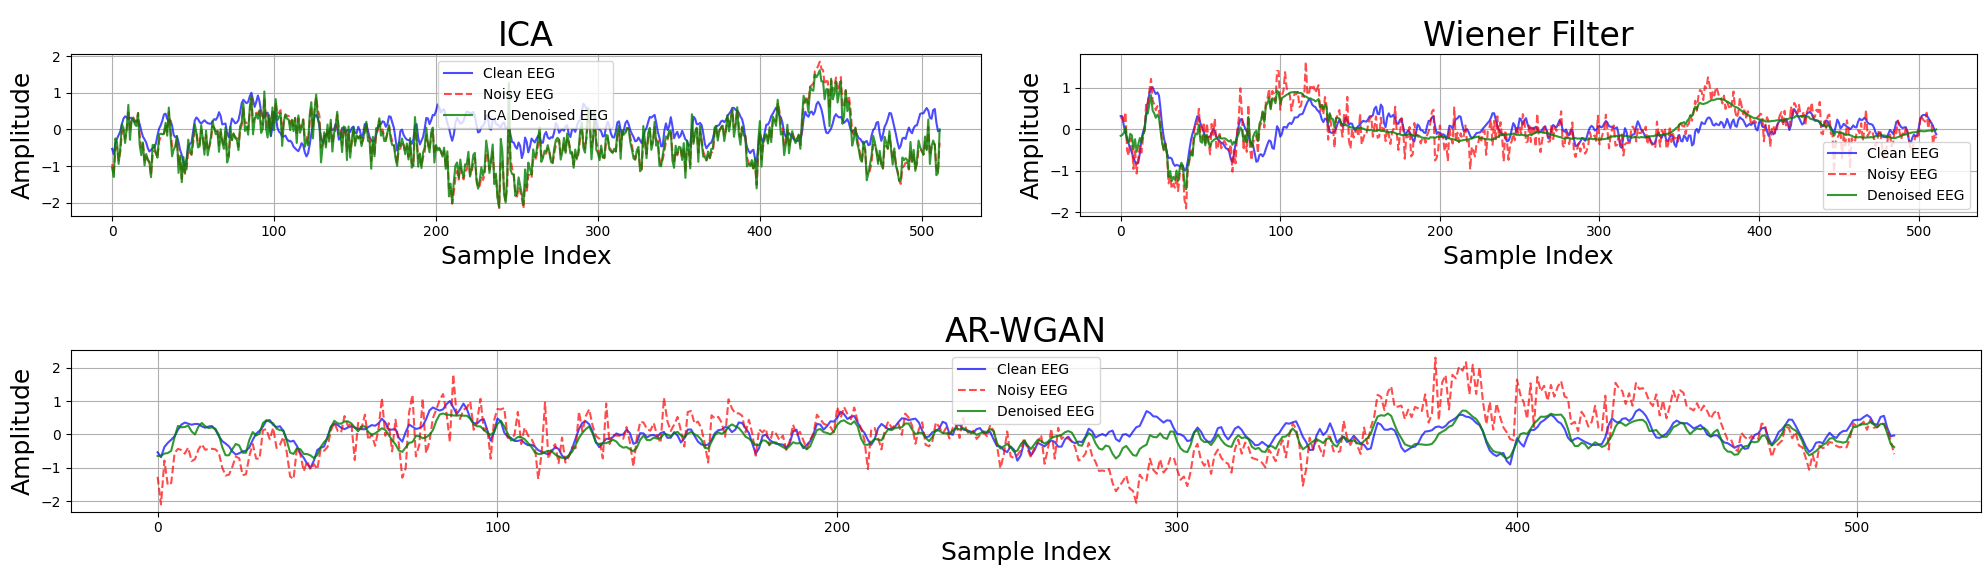 ICA
Amplitude
2
1
0
−1
−2
Clean EEG
Noisy EEG
ICA Denoised EEG
0 100 200 300 400 500
Sample Index
Wiener Filter
Amplitude
1
0
−1
−2
Clean EEG
Noisy EEG
Denoised EEG
0 100 200 300 400 500
Sample Index
AR-WGAN
Amplitude
2
1
0
−1
−2
Clean EEG
Noisy EEG
Denoised EEG
0 100 200 300 400 500
Sample Index